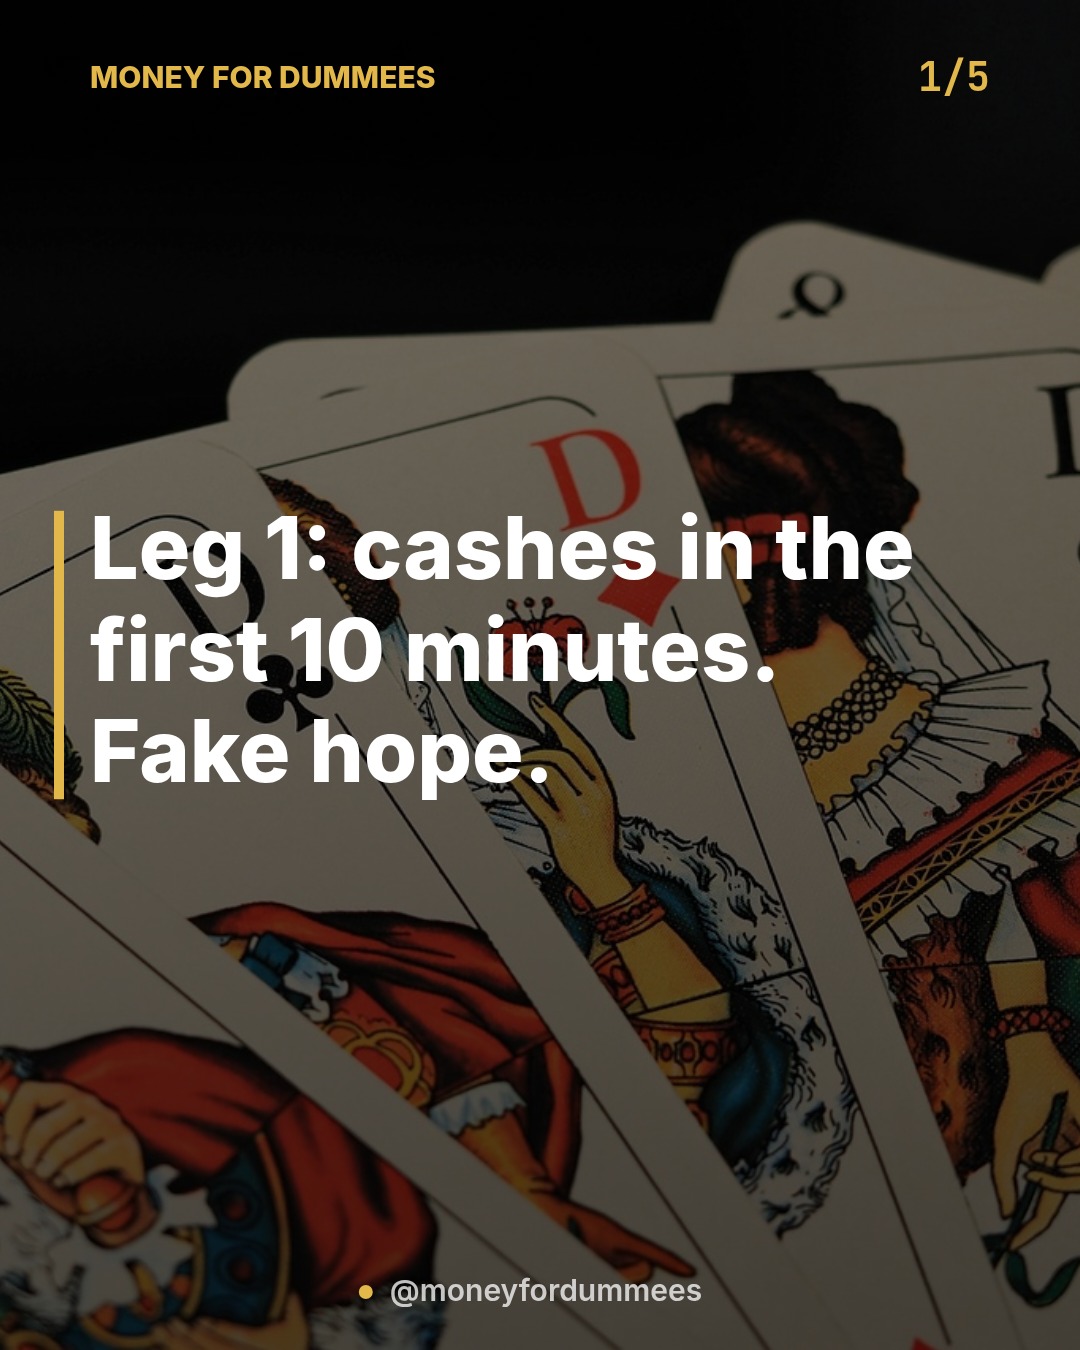 MONEY FOR DUMMEES
1/5
Q
D
D
Leg 1: cashes in the
first 10 minutes.
Fake hope.
@moneyfordummees